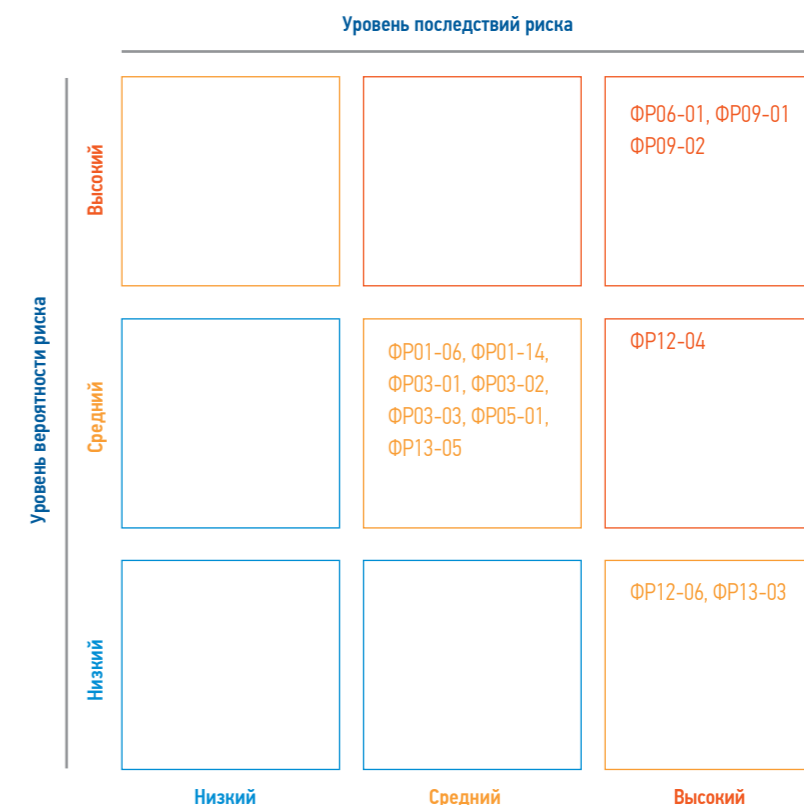 Уровень последствий риска
Уровень вероятности риска
Высокий
ФР06-01, ФР09-01
ФР09-02
Средний
ФР01-06, ФР01-14,
ФР03-01, ФР03-02,
ФР03-03, ФР05-01,
ФР13-05
ФР12-04
Низкий
ФР12-06, ФР13-03
Низкий
Средний
Высокий